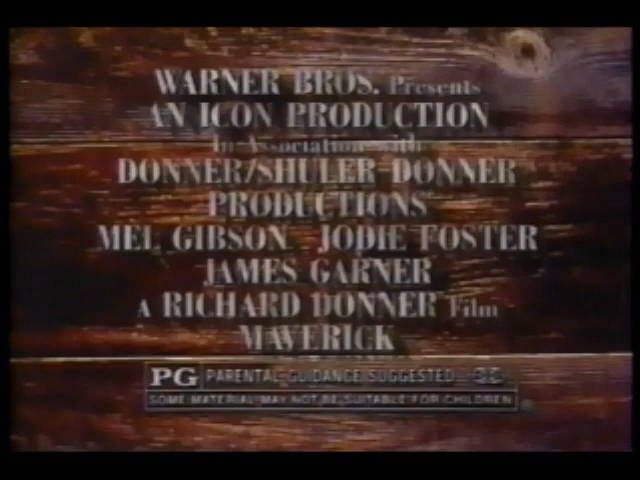 WARNER BROS. Presents
AN ICON PRODUCTION
In Association with
DONNER/SHULER-DONNER
PRODUCTIONS
MEL GIBSON JODIE FOSTER
JAMES GARNER
A RICHARD DONNER Film
MAVERICK
PG PARENTAL GUIDANCE SUGGESTED
SOME MATERIAL MAY NOT BE SUITABLE FOR CHILDREN